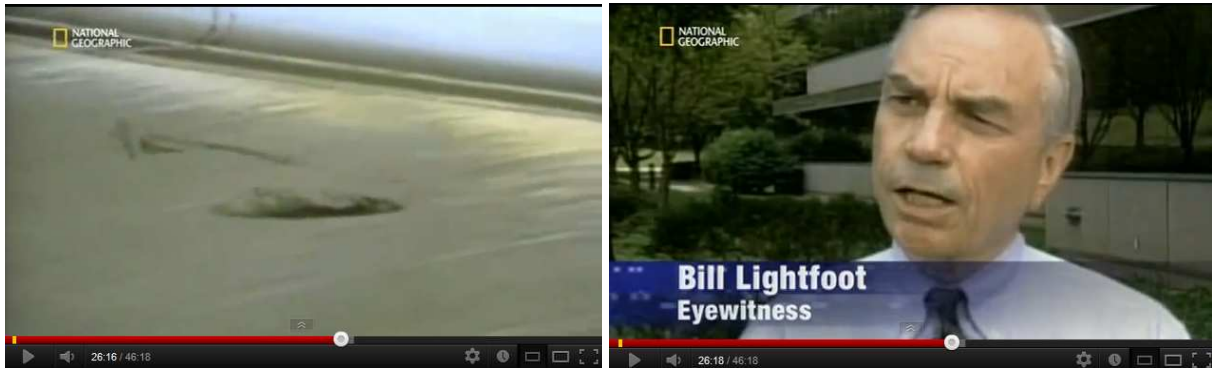 NATIONAL
GEOGRAPHIC
26:16 / 46:18
NATIONAL
GEOGRAPHIC
Bill Lightfoot
Eyewitness
26:18 / 46:18